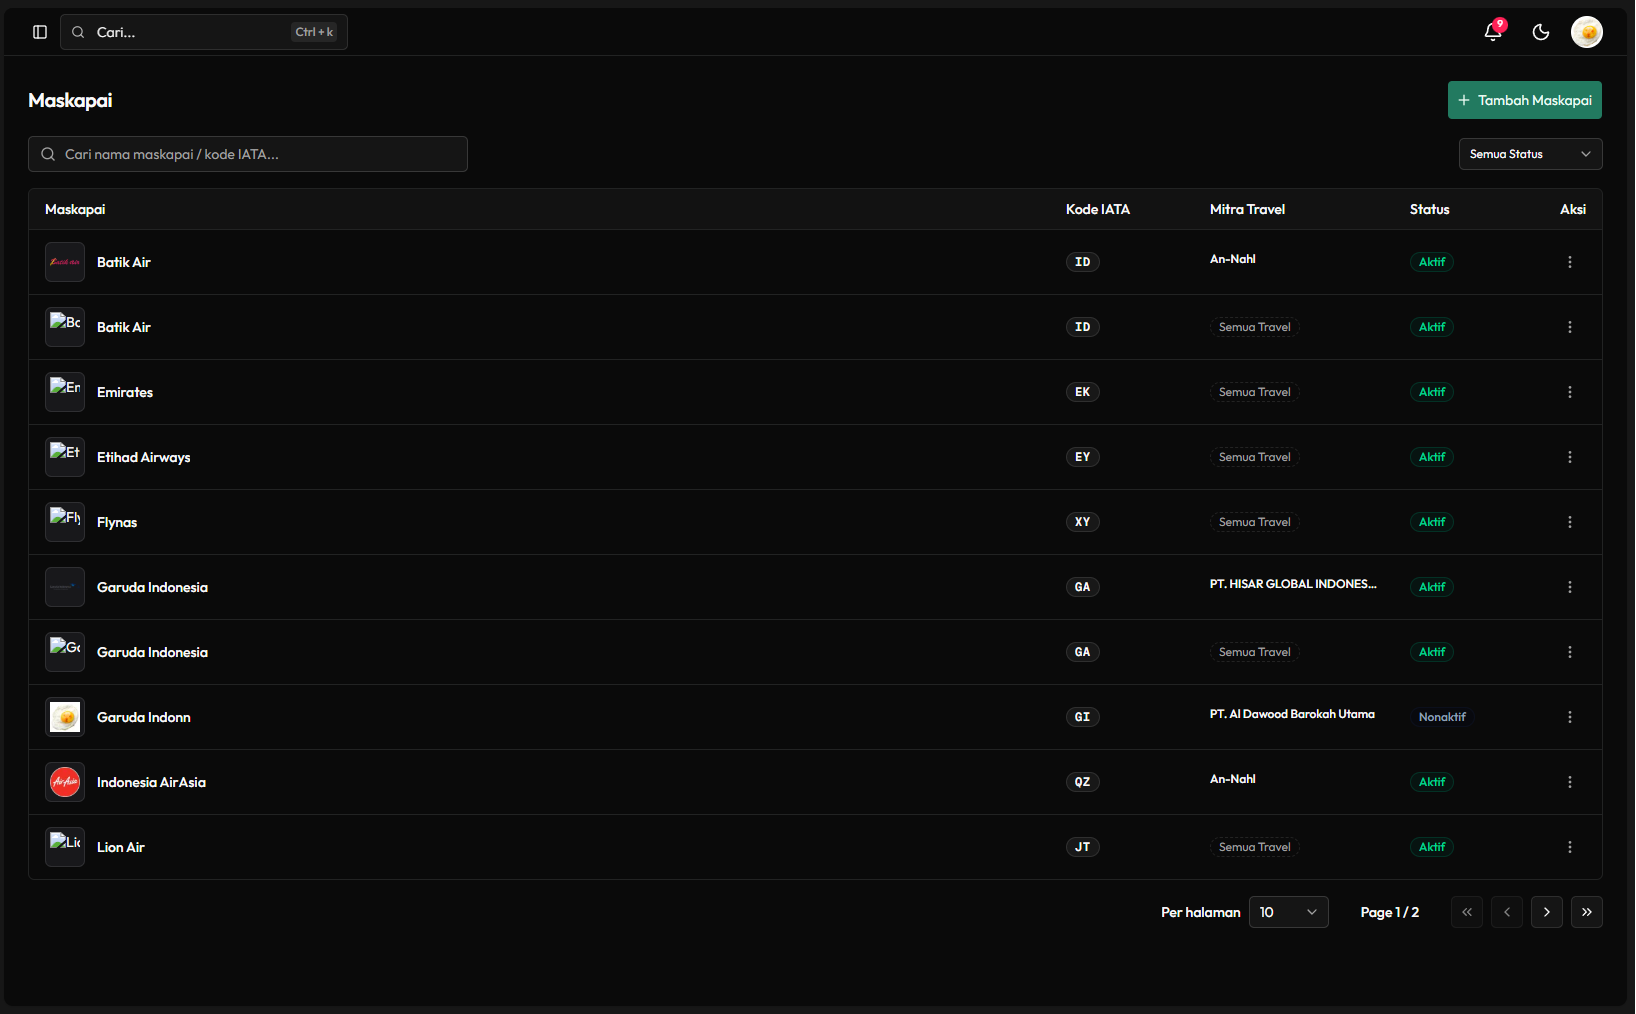 Cari...
Ctrl + k
9
Maskapai
+ Tambah Maskapai
Cari nama maskapai / kode IATA...
Semua Status
Maskapai Kode IATA Mitra Travel Status Aksi
Batik Air ID An-Nahl Aktif
Ba Batik Air ID Semua Travel Aktif
En Emirates EK Semua Travel Aktif
Et Etihad Airways EY Semua Travel Aktif
Fly Flynas XY Semua Travel Aktif
Garuda Indonesia GA PT. HISAR GLOBAL INDONES... Aktif
Ga Garuda Indonesia GA Semua Travel Aktif
Garuda Indonn GI PT. Al Dawood Barokah Utama Nonaktif
AirAsia Indonesia AirAsia QZ An-Nahl Aktif
Lio Lion Air JT Semua Travel Aktif
Per halaman 10 Page 1 / 2